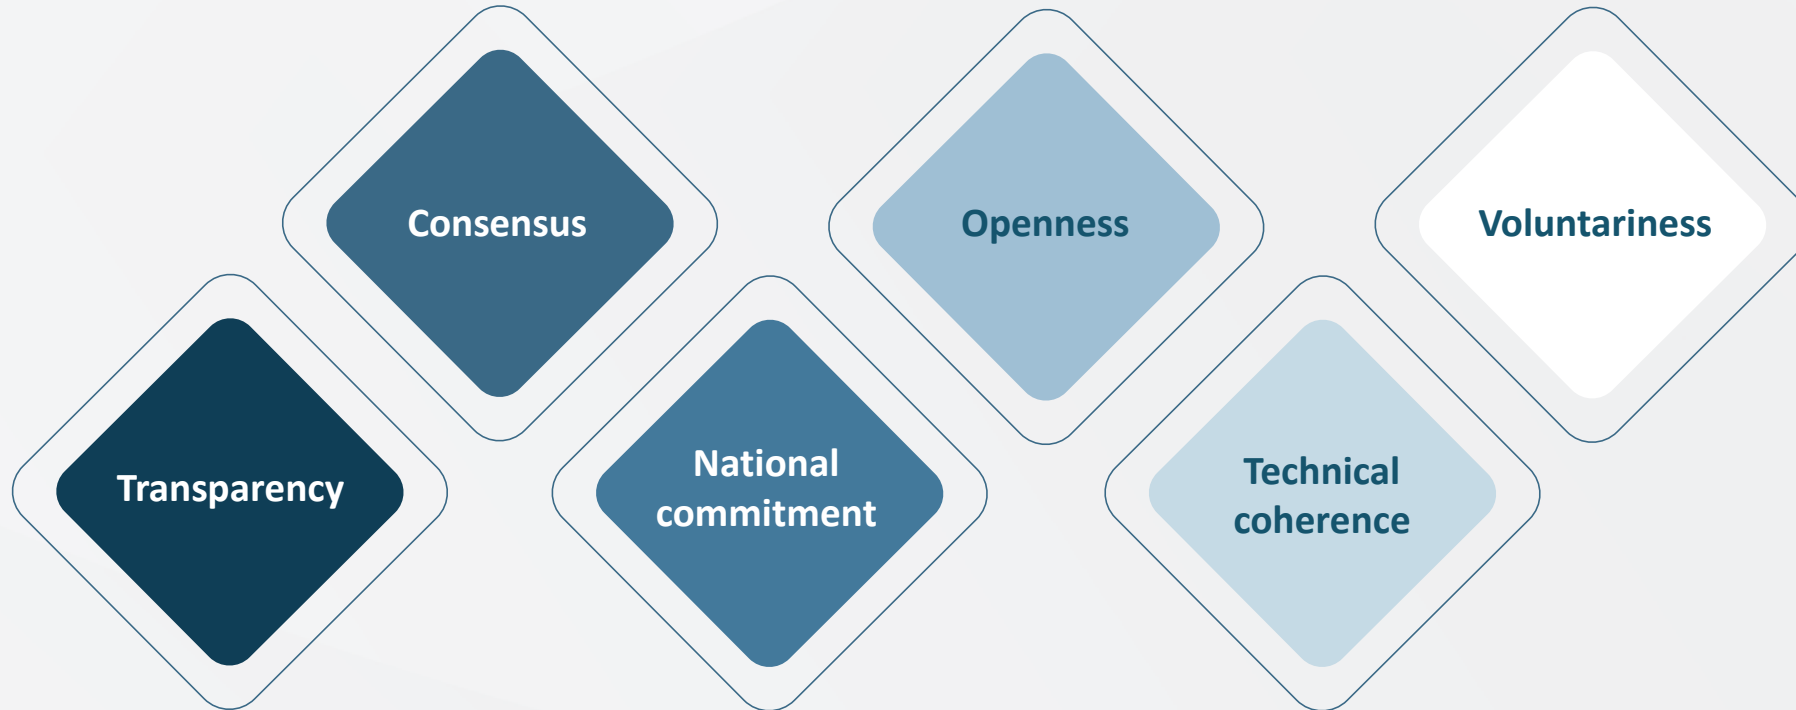 Consensus
Openness
Voluntariness
Transparency
National
commitment
Technical
coherence